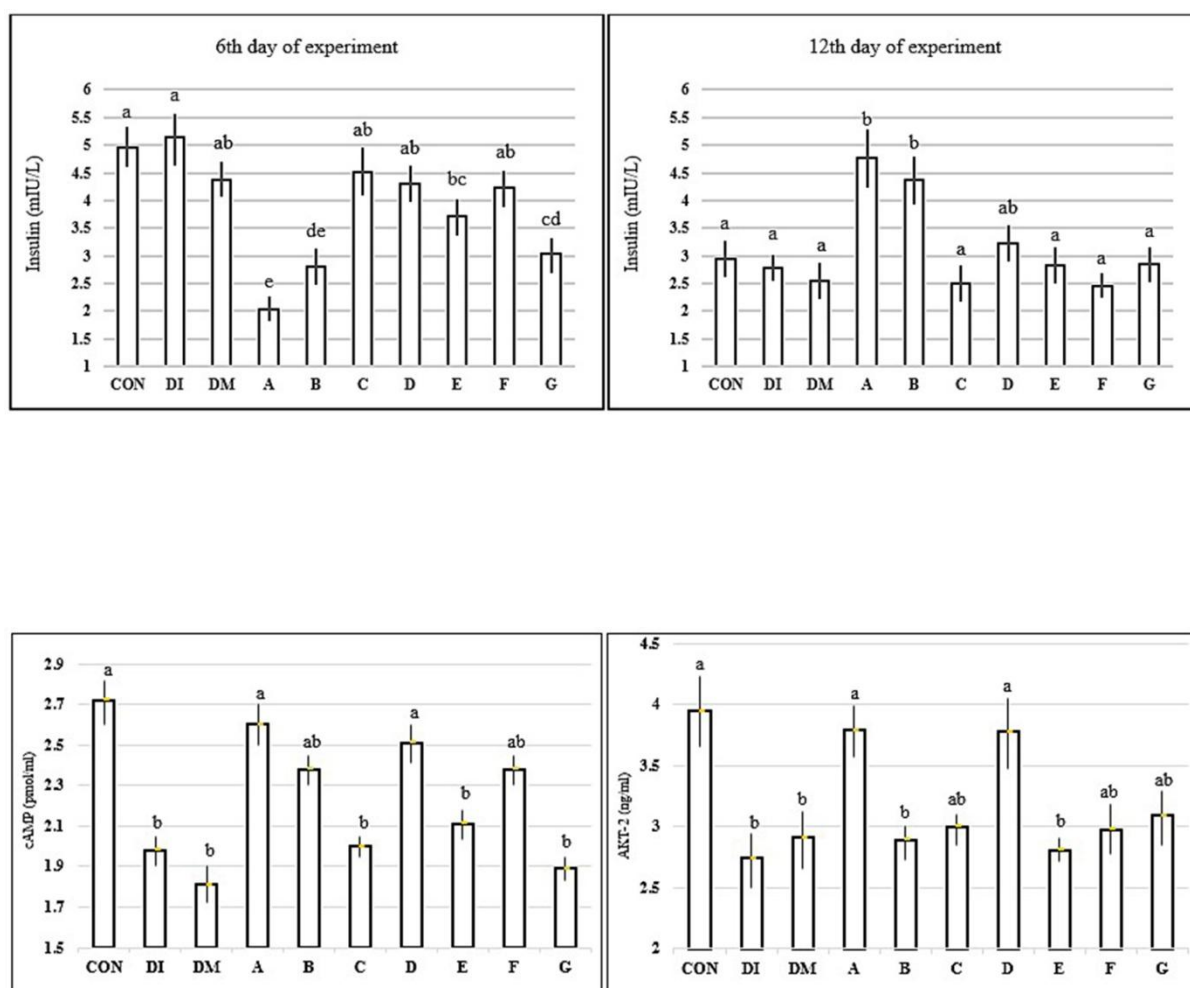 6th day of experiment
Insulin (mIU/L)
6
5.5
5
4.5
4
3.5
3
2.5
2
1.5
1
a
a
ab
e
de
ab
ab
bc
ab
cd
CON DI DM A B C D E F G
12th day of experiment
Insulin (mIU/L)
6
5.5
5
4.5
4
3.5
3
2.5
2
1.5
1
a
a
a
b
b
a
ab
a
a
a
CON DI DM A B C D E F G
cAMP (pmol/ml)
2.9
2.7
2.5
2.3
2.1
1.9
1.7
1.5
a
b
b
a
ab
b
a
b
ab
b
CON DI DM A B C D E F G
AKT-2 (ng/ml)
4.5
4
3.5
3
2.5
2
a
b
b
a
b
ab
a
b
ab
ab
CON DI DM A B C D E F G